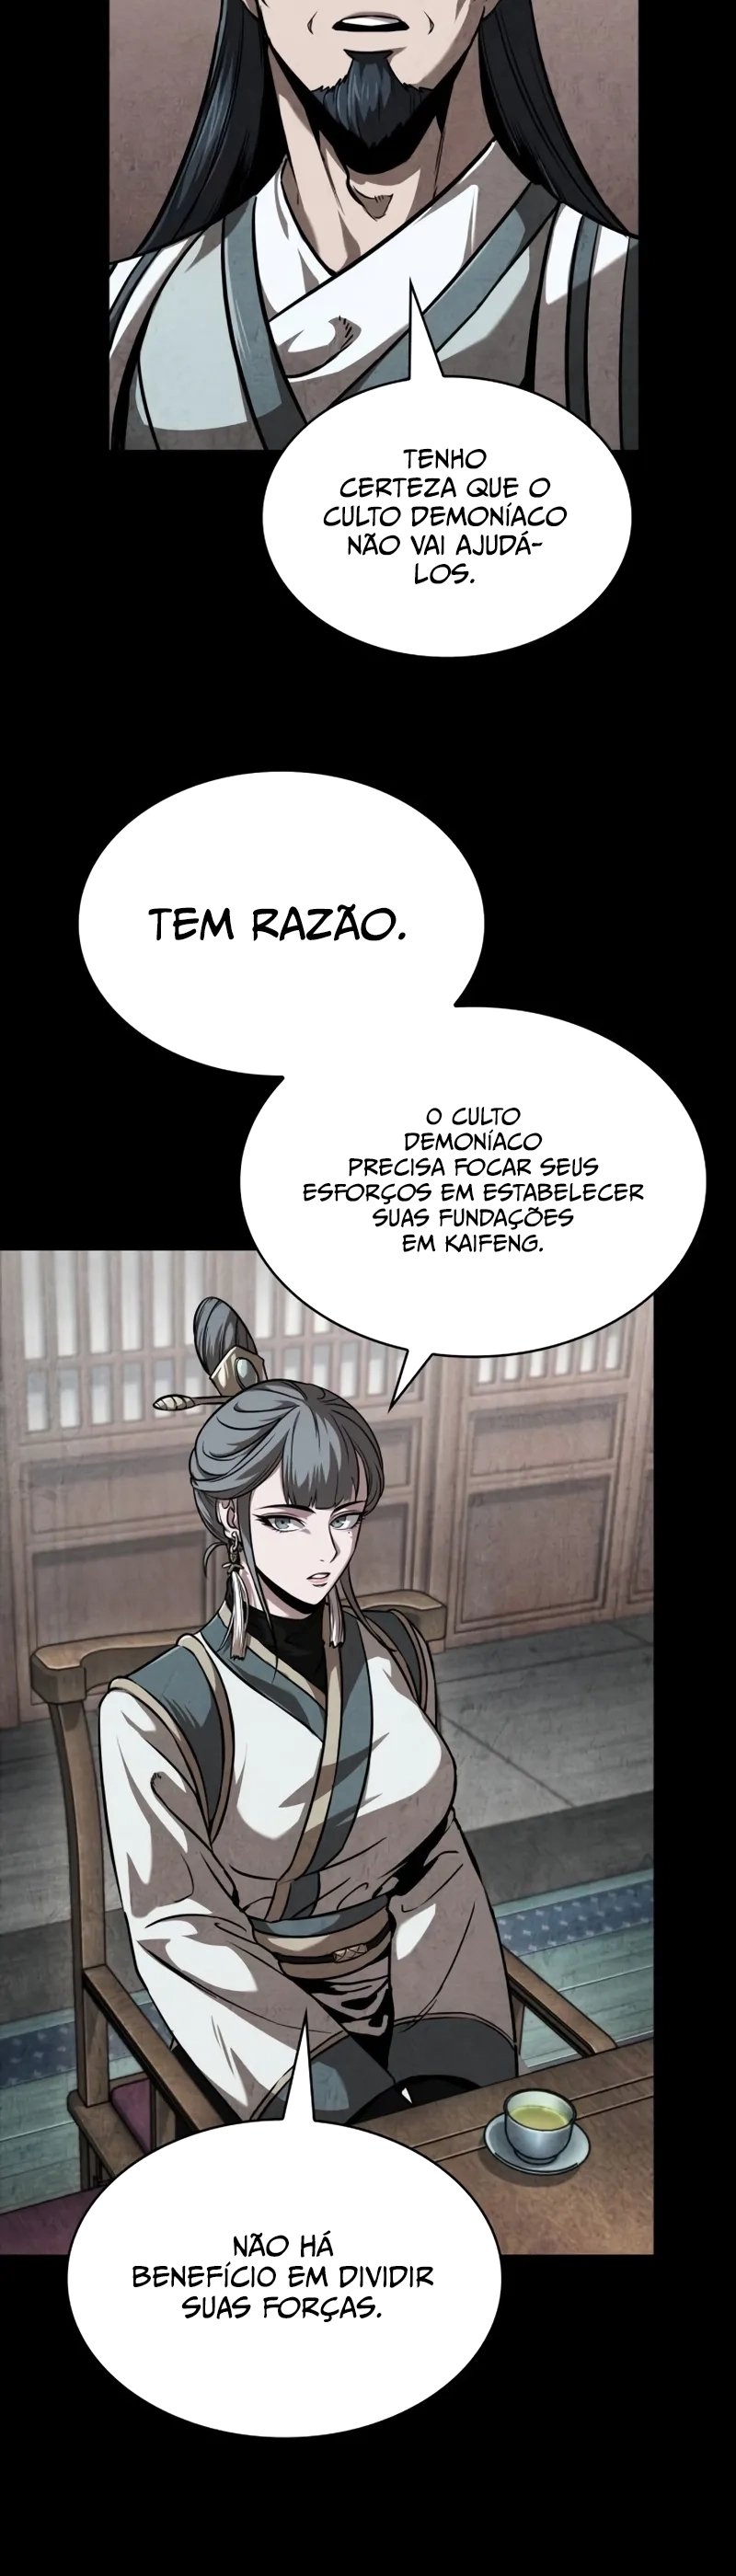 TENHO
CERTEZA QUE O
CULTO DEMONÍACO
NÃO VAI AJUDÁ-
LOS.
TEM RAZÃO.
O CULTO
DEMONÍACO
PRECISA FOCAR SEUS
ESFORÇOS EM ESTABELECER
SUAS FUNDAÇÕES
EM KAIFENG.
NÃO HÁ
BENEFÍCIO EM DIVIDIR
SUAS FORÇAS.